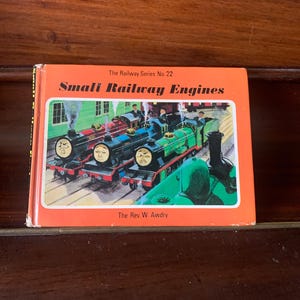 The Railway Series No. 22
Small Railway Engines
The Rev. W. Awdry